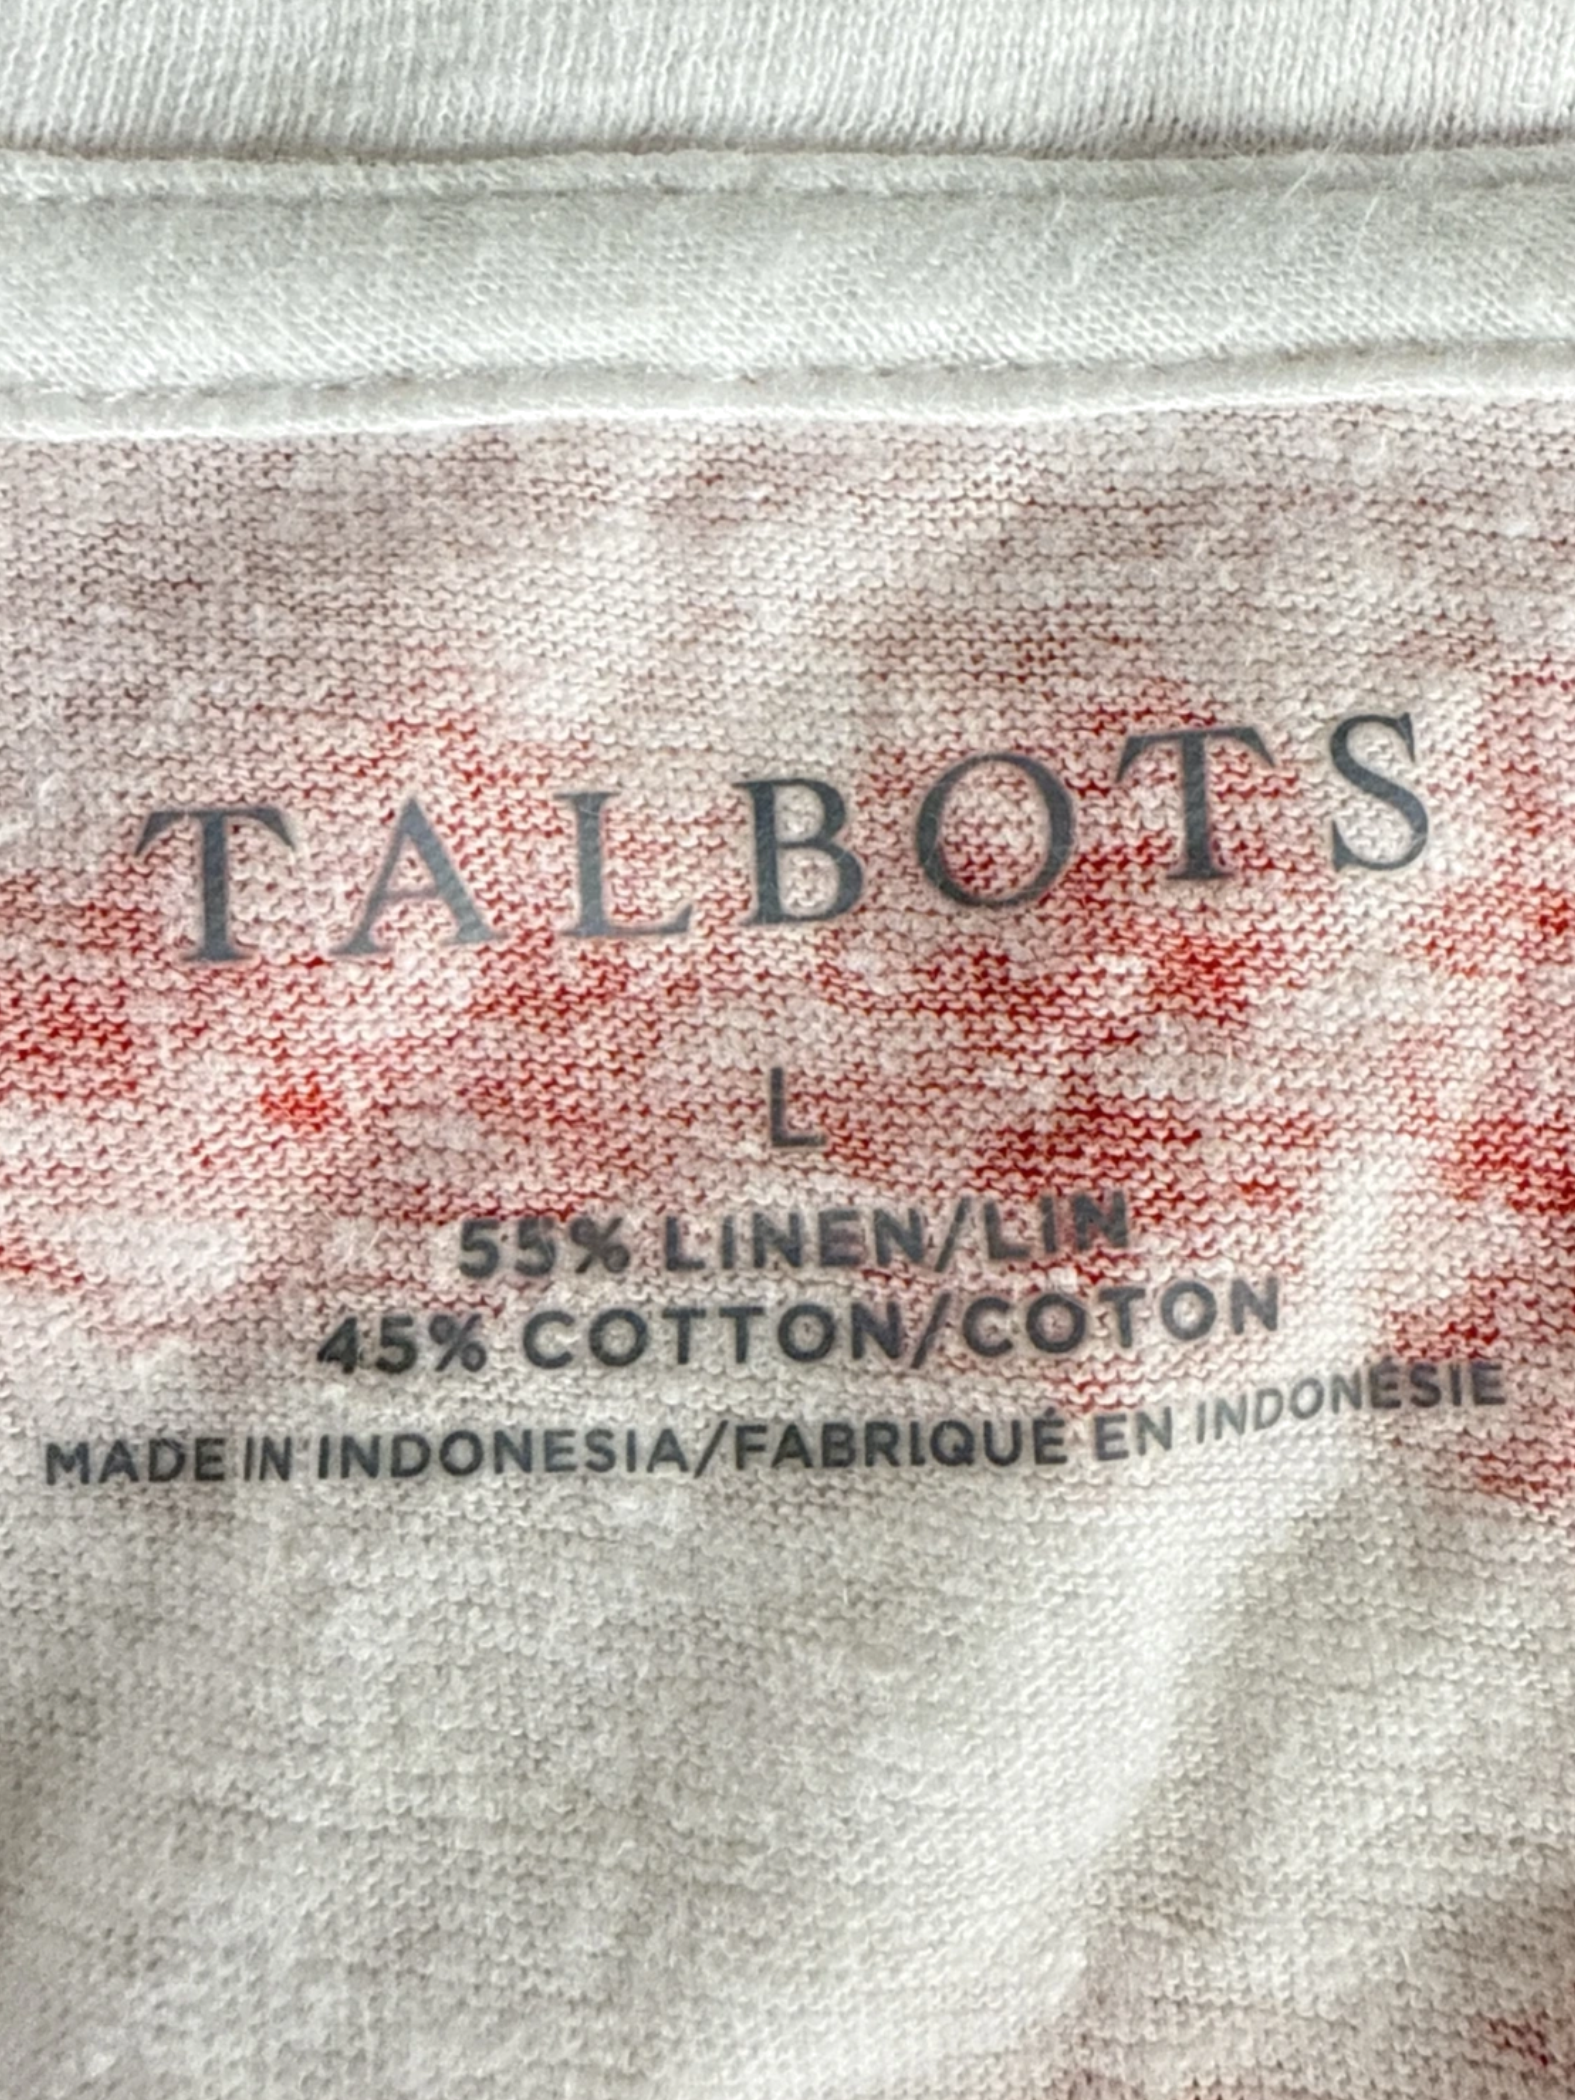 TALBOTS
L
55% LINEN/LIN
45% COTTON/COTON
MADE IN INDONESIA/FABRIQUÉ EN INDONÉSIE